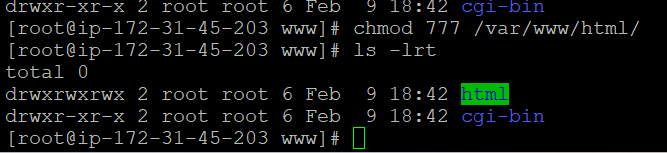 drwxr-xr-x 2 root root 6 Feb  9 18:42 cgi-bin
[root@ip-172-31-45-203 www]# chmod 777 /var/www/html/
[root@ip-172-31-45-203 www]# ls -lrt
total 0
drwxrwxrwx 2 root root 6 Feb  9 18:42 html
drwxr-xr-x 2 root root 6 Feb  9 18:42 cgi-bin
[root@ip-172-31-45-203 www]#